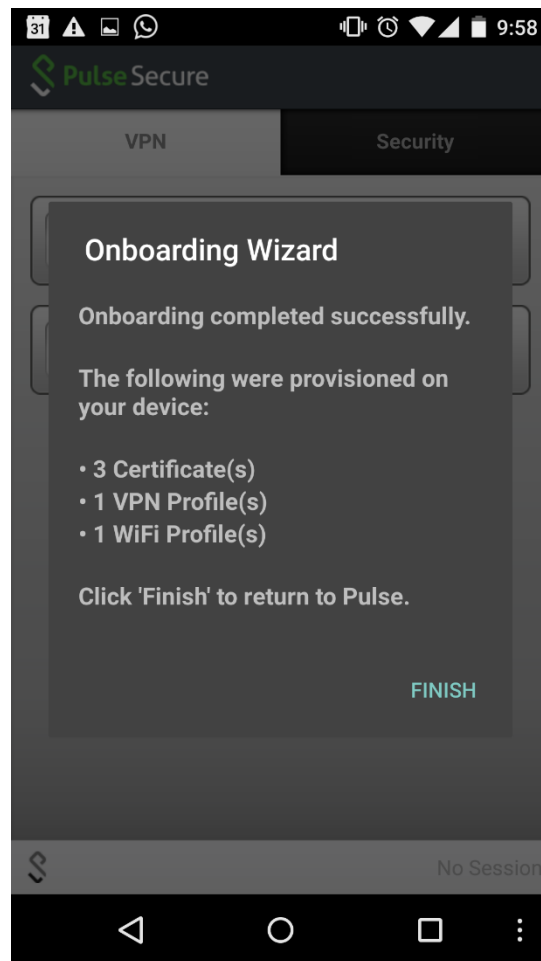 31
9:58
Pulse Secure
VPN
Security
Onboarding Wizard
Onboarding completed successfully.
The following were provisioned on
your device:
• 3 Certificate(s)
• 1 VPN Profile(s)
• 1 WiFi Profile(s)
Click 'Finish' to return to Pulse.
FINISH
No Session